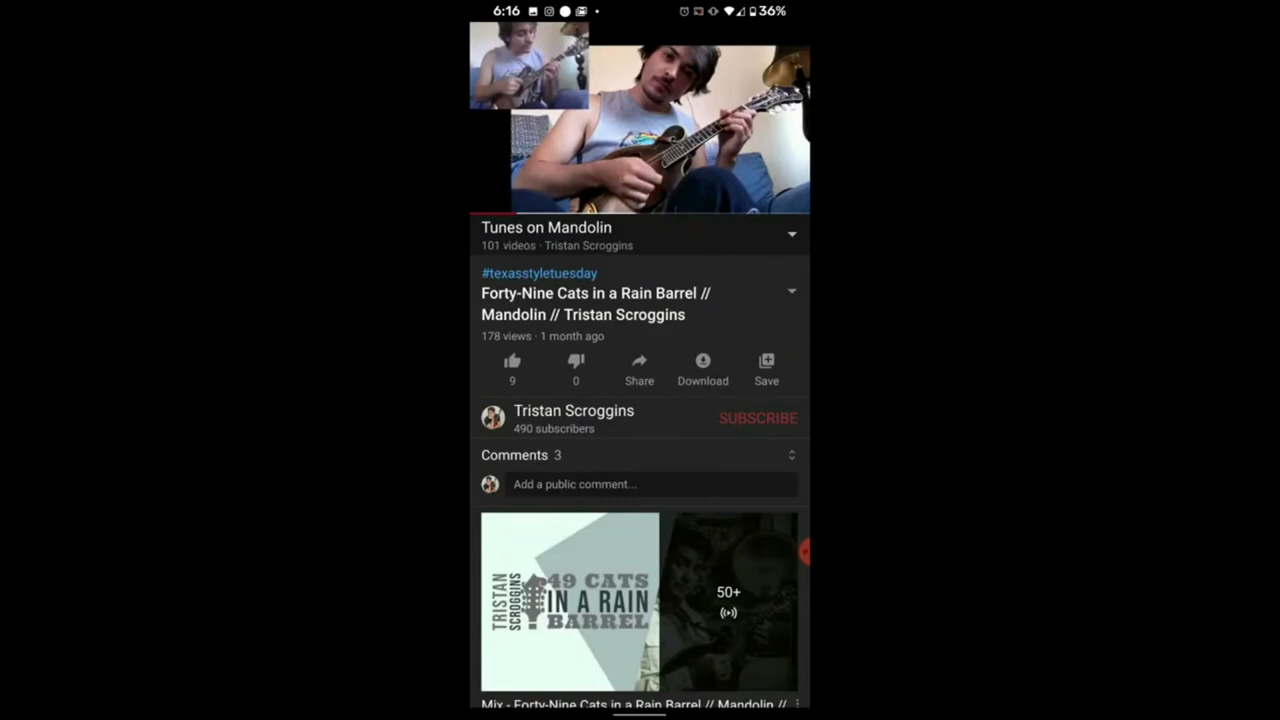 6:16
36%
Tunes on Mandolin
101 videos · Tristan Scroggins
#texasstyletuesday
Forty-Nine Cats in a Rain Barrel //
Mandolin // Tristan Scroggins
178 views · 1 month ago
9
0
Share
Download
Save
Tristan Scroggins
490 subscribers
SUBSCRIBE
Comments 3
Add a public comment...
TRISTAN
SCROGGINS
49 CATS
IN A RAIN
BARREL
50+
Mix - Forty-Nine Cats in a Rain Barrel // Mandolin //